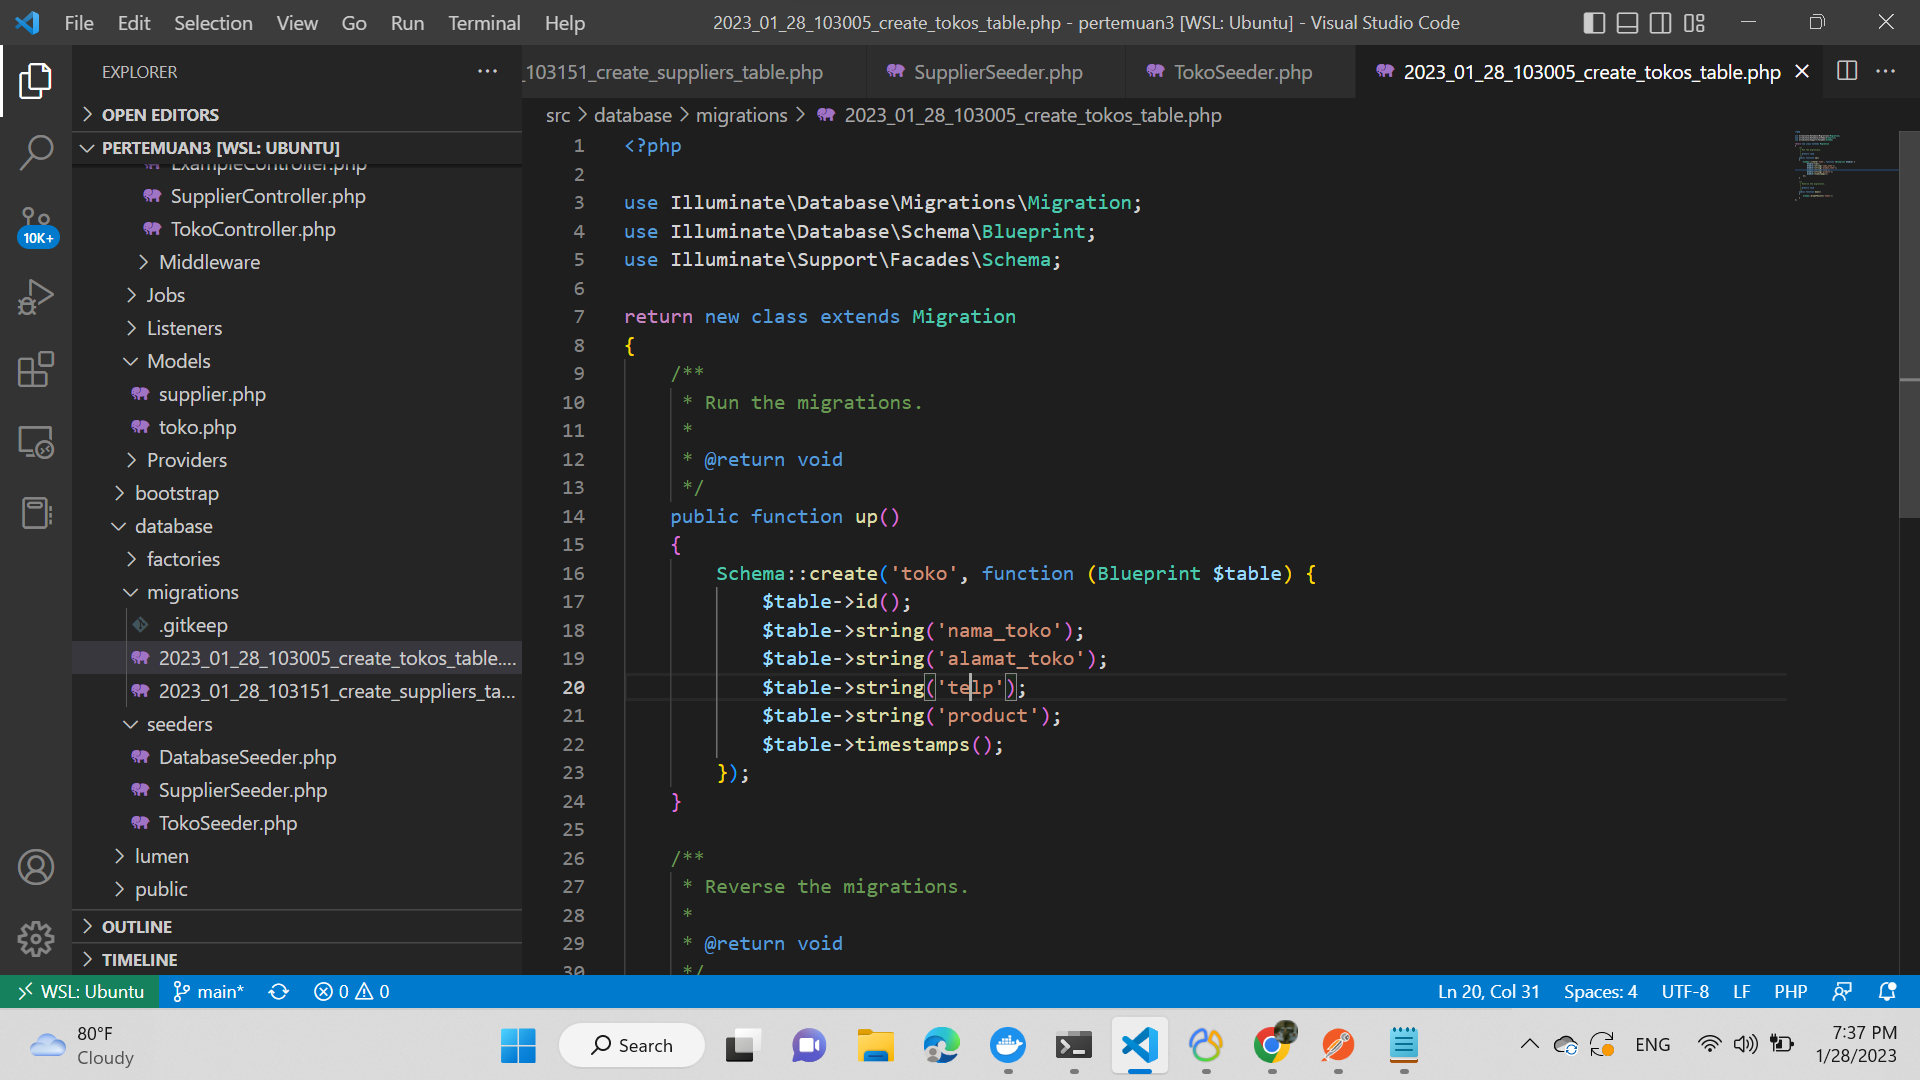 File Edit Selection View Go Run Terminal Help 2023_01_28_103005_create_tokos_table.php - pertemuan3 [WSL: Ubuntu] - Visual Studio Code
EXPLORER
_103151_create_suppliers_table.php SupplierSeeder.php TokoSeeder.php 2023_01_28_103005_create_tokos_table.php
OPEN EDITORS
PERTEMUAN3 [WSL: UBUNTU]
ExampleController.php
SupplierController.php
TokoController.php
Middleware
Jobs
Listeners
Models
supplier.php
toko.php
Providers
bootstrap
database
factories
migrations
.gitkeep
2023_01_28_103005_create_tokos_table....
2023_01_28_103151_create_suppliers_ta...
seeders
DatabaseSeeder.php
SupplierSeeder.php
TokoSeeder.php
lumen
public
OUTLINE
TIMELINE
10K+
src > database > migrations > 2023_01_28_103005_create_tokos_table.php
1 <?php
2
3 use Illuminate\Database\Migrations\Migration;
4 use Illuminate\Database\Schema\Blueprint;
5 use Illuminate\Support\Facades\Schema;
6
7 return new class extends Migration
8 {
9 /**
10 * Run the migrations.
11 *
12 * @return void
13 */
14 public function up()
15 {
16 Schema::create('toko', function (Blueprint $table) {
17 $table->id();
18 $table->string('nama_toko');
19 $table->string('alamat_toko');
20 $table->string('telp');
21 $table->string('product');
22 $table->timestamps();
23 });
24 }
25
26 /**
27 * Reverse the migrations.
28 *
29 * @return void
30 */
WSL: Ubuntu main* 0 0 Ln 20, Col 31 Spaces: 4 UTF-8 LF PHP
80°F
Cloudy
Search
ENG
7:37 PM
1/28/2023